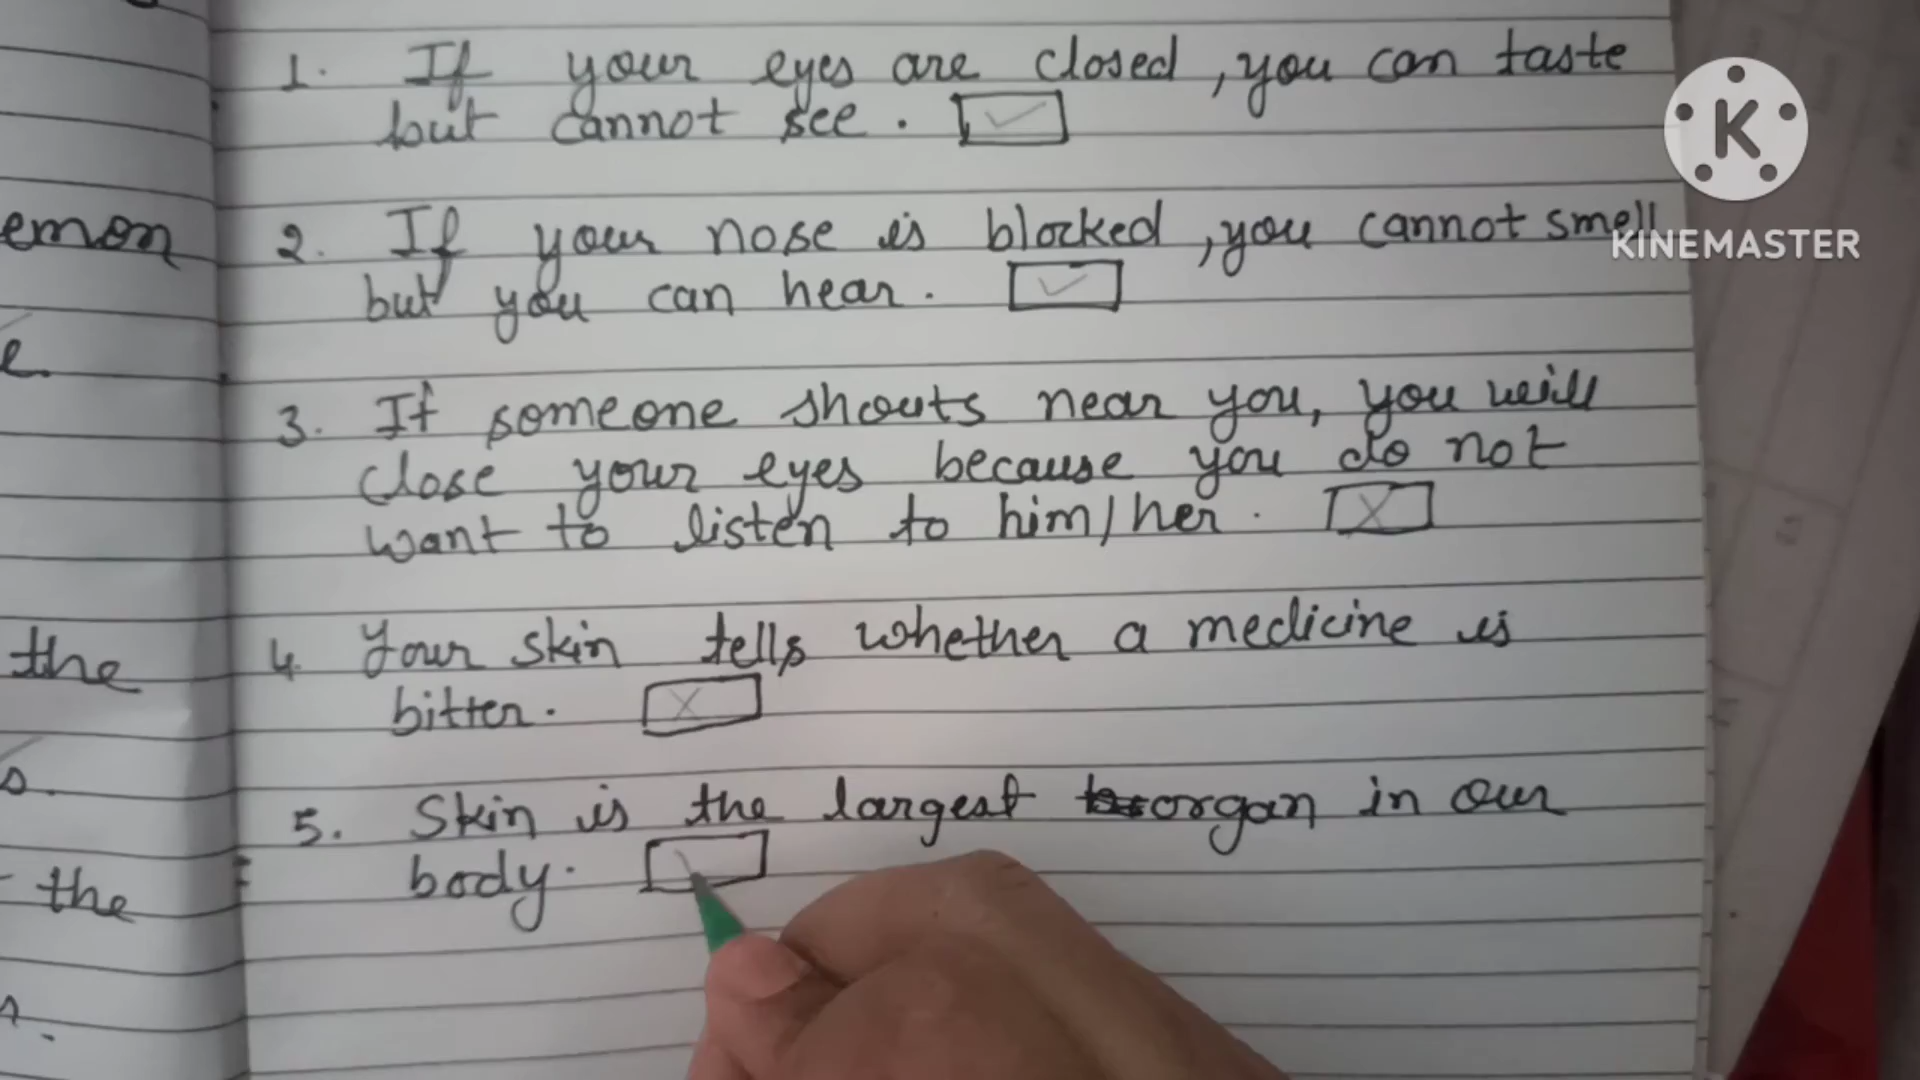 1. If your eyes are closed, you can taste
but cannot see. ✓
2. If your nose is blocked, you cannot smell
but you can hear. ✓
3. If someone shouts near you, you will
close your eyes because you do not
want to listen to him/her. X
4 Your skin tells whether a medicine is
bitter. X
5. Skin is the largest organ in our
body.
emon
e
the
s.
the
s.
K
KINEMASTER